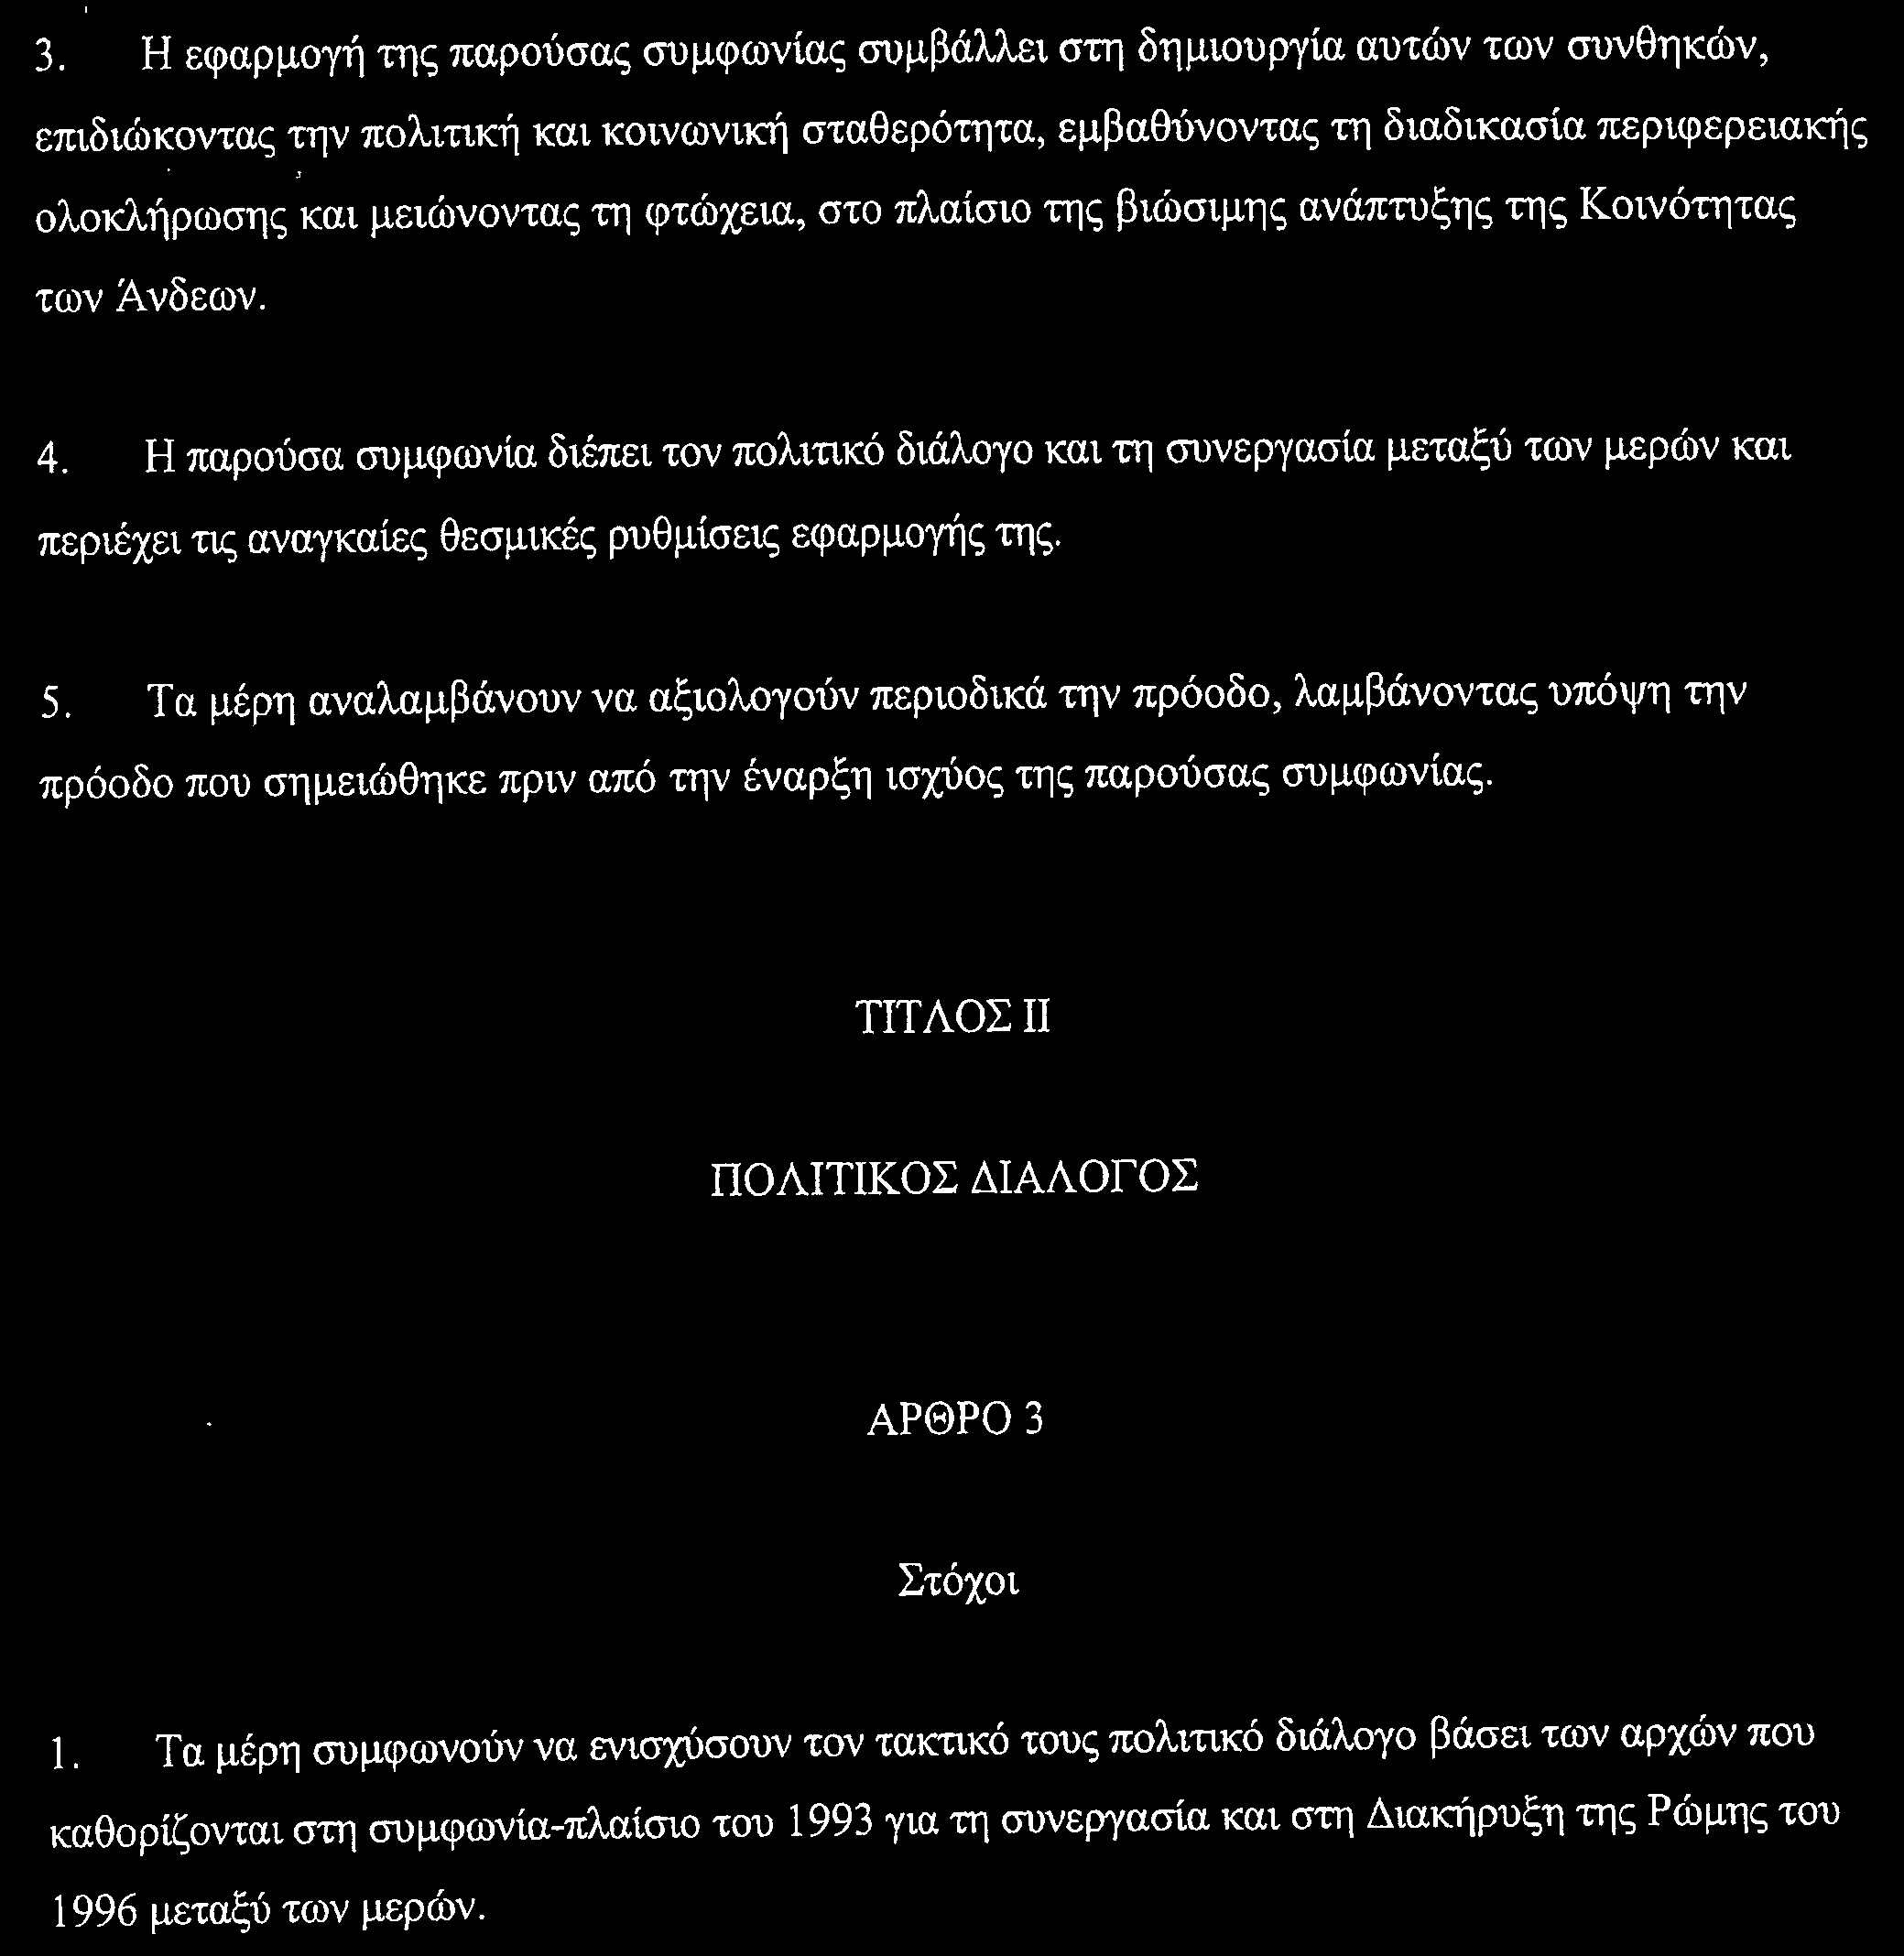 3. Η εφαρμογή της παρούσας συμφωνίας συμβάλλει στη δημιουργία αυτών των συνθηκών,
επιδιώκοντας την πολιτική και κοινωνική σταθερότητα, εμβαθύνοντας τη διαδικασία περιφερειακής
ολοκλήρωσης και μειώνοντας τη φτώχεια, στο πλαίσιο της βιώσιμης ανάπτυξης της Κοινότητας
των Άνδεων.
4. Η παρούσα συμφωνία διέπει τον πολιτικό διάλογο και τη συνεργασία μεταξύ των μερών και
περιέχει τις αναγκαίες θεσμικές ρυθμίσεις εφαρμογής της.
5. Τα μέρη αναλαμβάνουν να αξιολογούν περιοδικά την πρόοδο, λαμβάνοντας υπόψη την
πρόοδο που σημειώθηκε πριν από την έναρξη ισχύος της παρούσας συμφωνίας.
ΤΙΤΛΟΣ ΙΙ
ΠΟΛΙΤΙΚΟΣ ΔΙΑΛΟΓΟΣ
ΑΡΘΡΟ 3
Στόχοι
1. Τα μέρη συμφωνούν να ενισχύσουν τον τακτικό τους πολιτικό διάλογο βάσει των αρχών που
καθορίζονται στη συμφωνία-πλαίσιο του 1993 για τη συνεργασία και στη Διακήρυξη της Ρώμης του
1996 μεταξύ των μερών.